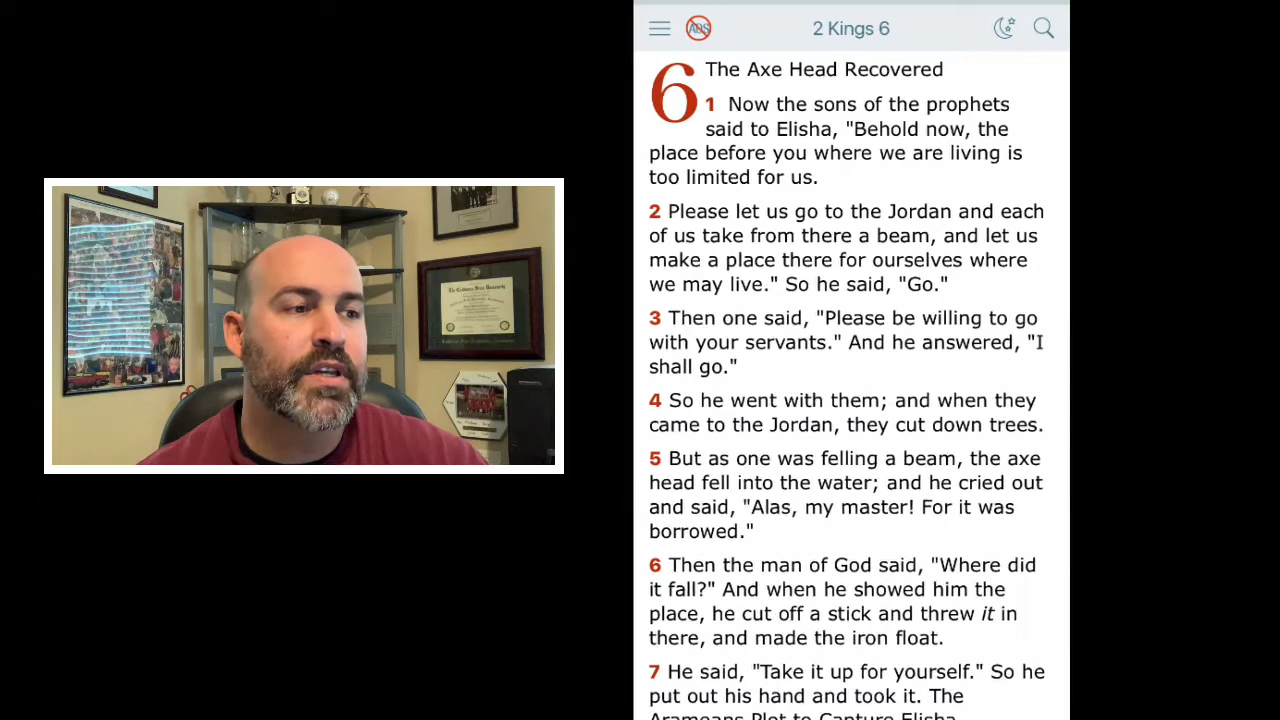 ADS
2 Kings 6
6
The Axe Head Recovered
1 Now the sons of the prophets
said to Elisha, "Behold now, the
place before you where we are living is
too limited for us.
2 Please let us go to the Jordan and each
of us take from there a beam, and let us
make a place there for ourselves where
we may live." So he said, "Go."
3 Then one said, "Please be willing to go
with your servants." And he answered, "I
shall go."
4 So he went with them; and when they
came to the Jordan, they cut down trees.
5 But as one was felling a beam, the axe
head fell into the water; and he cried out
and said, "Alas, my master! For it was
borrowed."
6 Then the man of God said, "Where did
it fall?" And when he showed him the
place, he cut off a stick and threw it in
there, and made the iron float.
7 He said, "Take it up for yourself." So he
put out his hand and took it. The
Arameans Plot to Capture Elisha